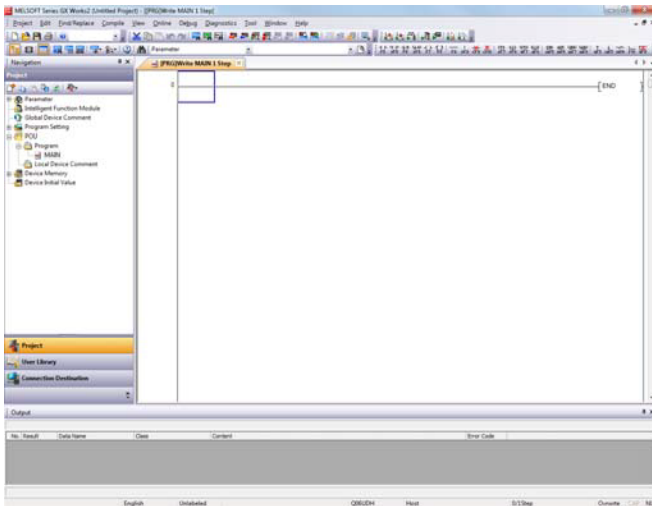 MELSOFT Series GX Works2 (Untitled Project) - [[PRG]Write MAIN 1 Step]
Project Edit Find/Replace Compile View Online Debug Diagnostics Tool Window Help
Parameter
Navigation
[PRG]Write MAIN 1 Step
Project
0
END
Parameter
Intelligent Function Module
Global Device Comment
Program Setting
POU
Program
MAIN
Local Device Comment
Device Memory
Device Initial Value
Project
User Library
Connection Destination
Output
No. Result Data Name Class Content Error Code
English Unlabeled Q06UDH Host 0/1Step Ovrwrte CAP